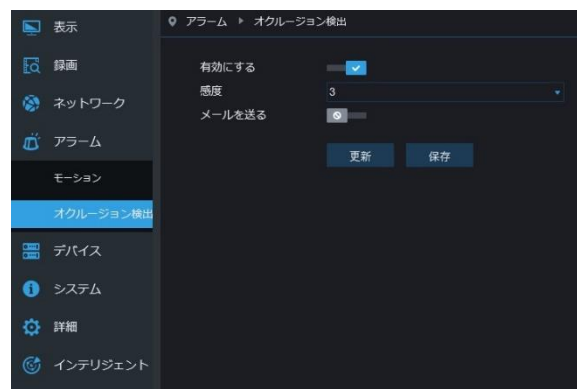 表示
録画
ネットワーク
アラーム
モーション
オクルージョン検出
デバイス
システム
詳細
インテリジェント
アラーム ▶ オクルージョン検出
有効にする
感度 3
メールを送る
更新 保存